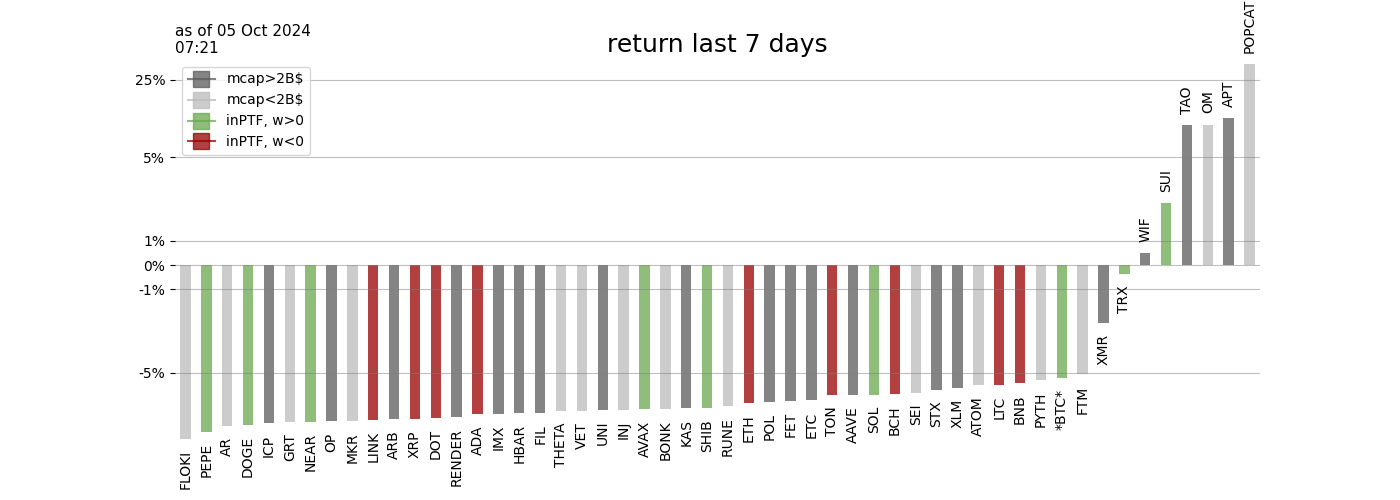 as of 05 Oct 2024
07:21
return last 7 days
mcap>2B$
mcap<2B$
inPTF, w>0
inPTF, w<0
25%
5%
1%
0%
-1%
-5%
FLOKI
PEPE
AR
DOGE
ICP
GRT
NEAR
OP
MKR
LINK
ARB
XRP
DOT
RENDER
ADA
IMX
HBAR
FIL
THETA
VET
UNI
INJ
AVAX
BONK
KAS
SHIB
RUNE
ETH
POL
FET
ETC
TON
AAVE
SOL
BCH
SEI
STX
XLM
ATOM
LTC
BNB
PYTH
*BTC*
FTM
XMR
TRX
WIF
SUI
TAO
OM
APT
POPCAT